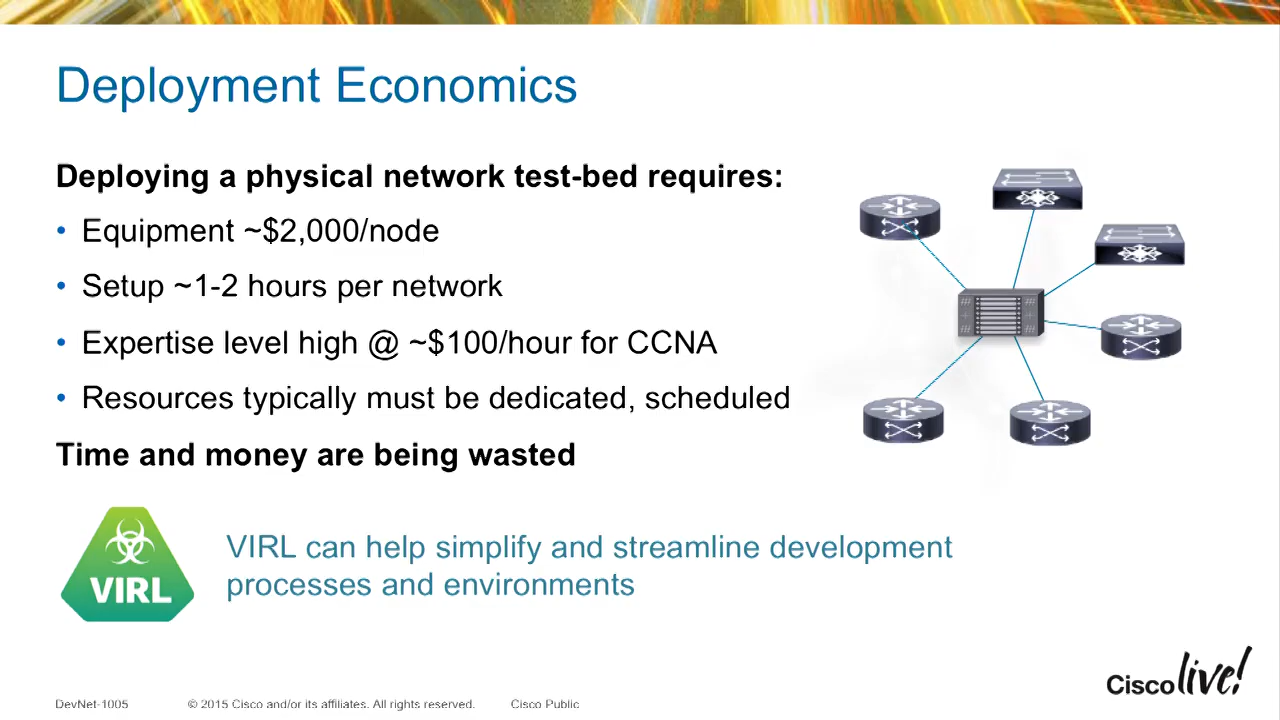 Deployment Economics
Deploying a physical network test-bed requires:
• Equipment ~$2,000/node
• Setup ~1-2 hours per network
• Expertise level high @ ~$100/hour for CCNA
• Resources typically must be dedicated, scheduled
Time and money are being wasted
VIRL
VIRL can help simplify and streamline development
processes and environments
Cisco live!
DevNet-1005 © 2015 Cisco and/or its affiliates. All rights reserved. Cisco Public